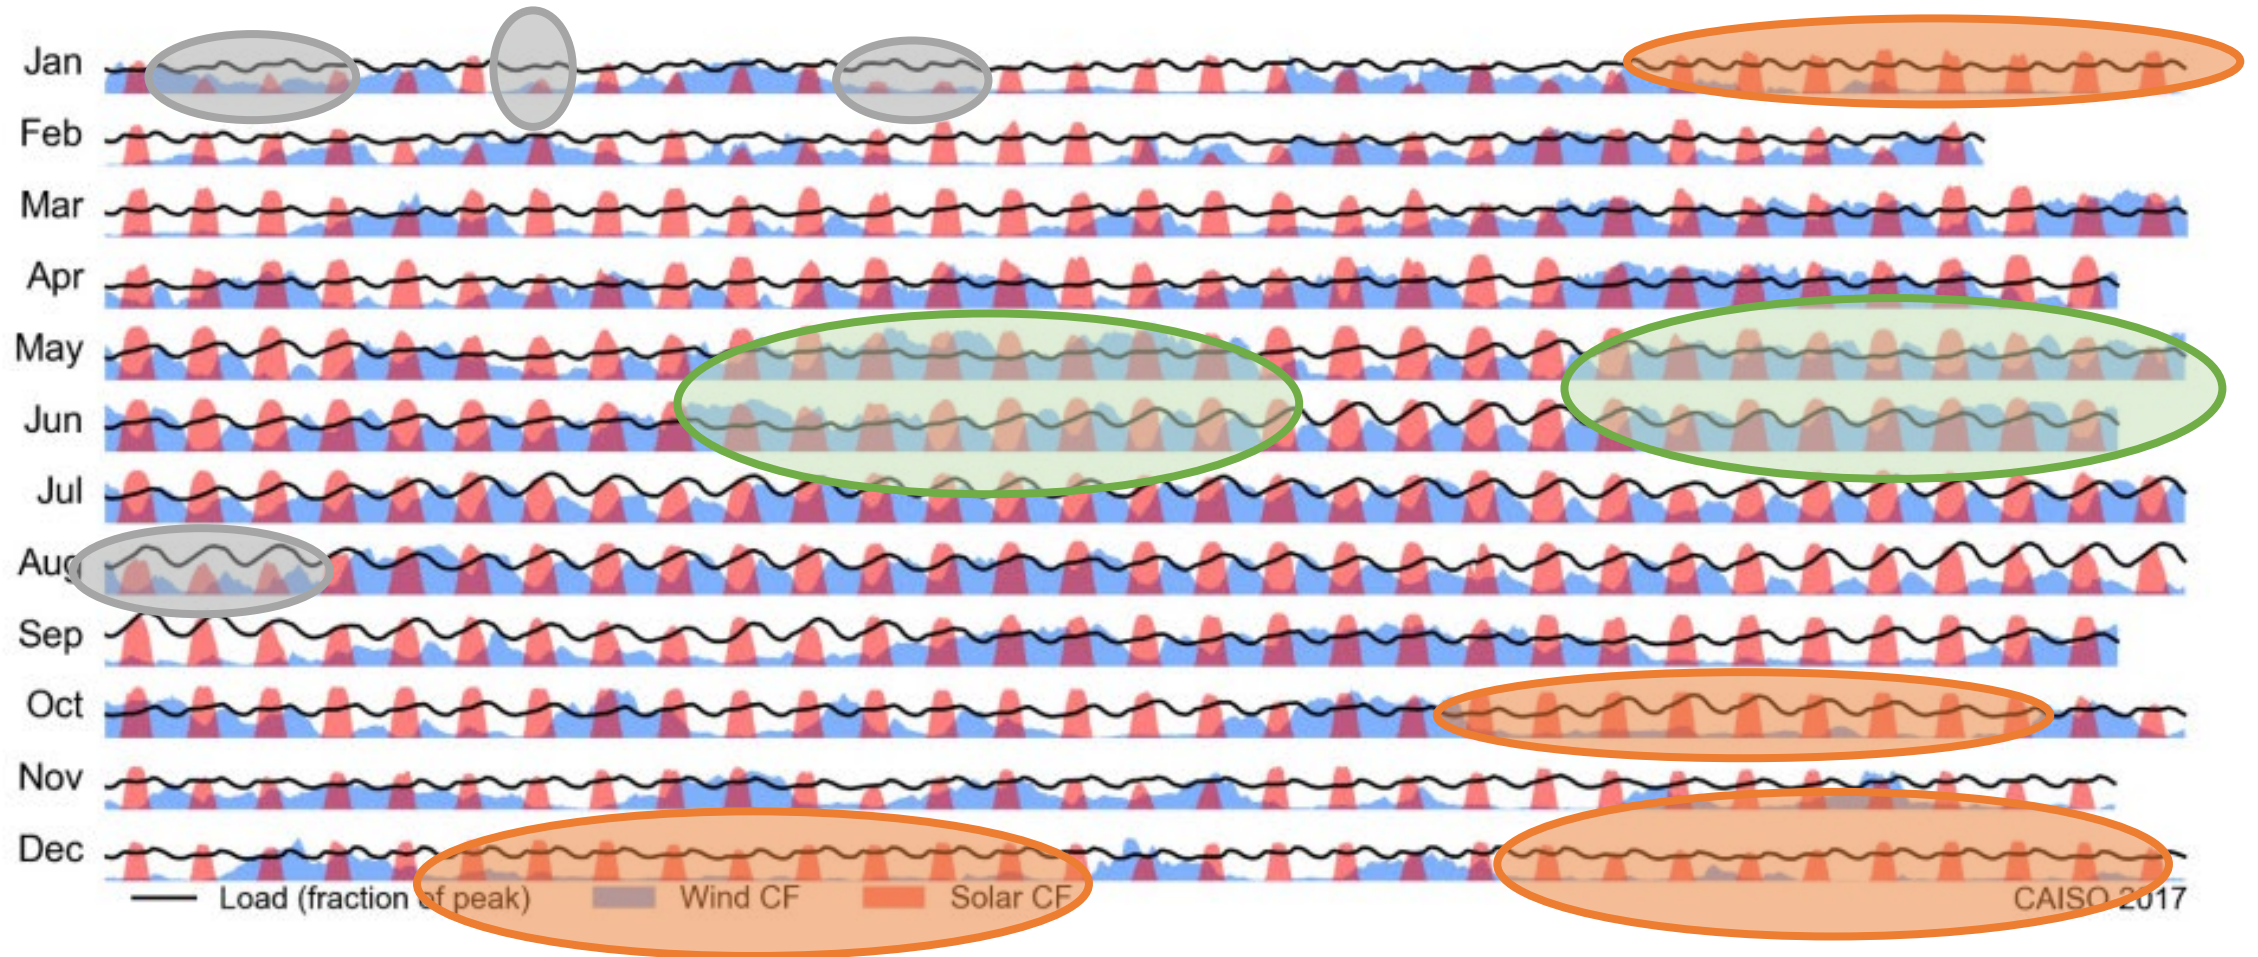 Jan
Feb
Mar
Apr
May
Jun
Jul
Aug
Sep
Oct
Nov
Dec
Load (fraction of peak) Wind CF Solar CF CAISO 2017